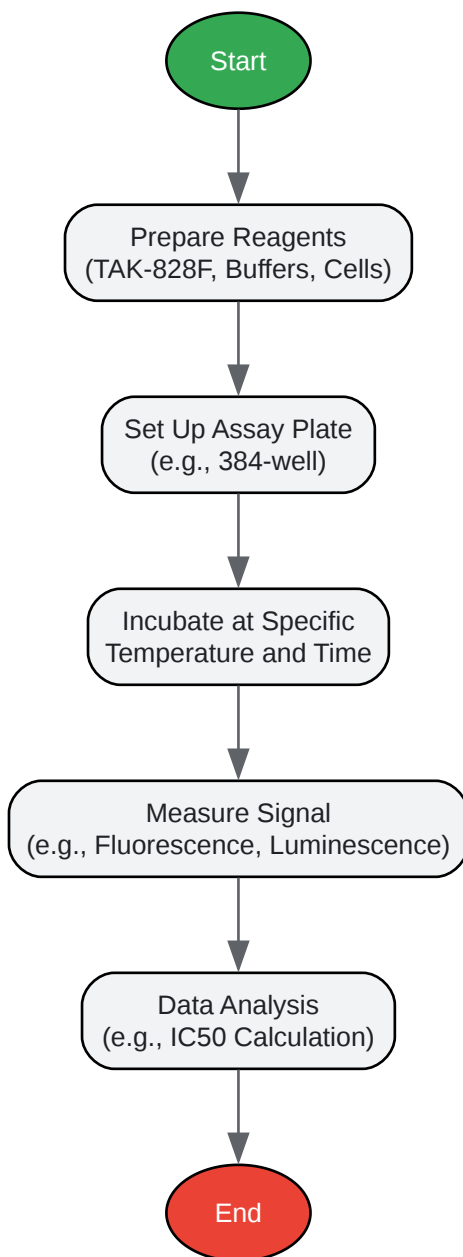 Start
Prepare Reagents
(TAK-828F, Buffers, Cells)
Set Up Assay Plate
(e.g., 384-well)
Incubate at Specific
Temperature and Time
Measure Signal
(e.g., Fluorescence, Luminescence)
Data Analysis
(e.g., IC50 Calculation)
End